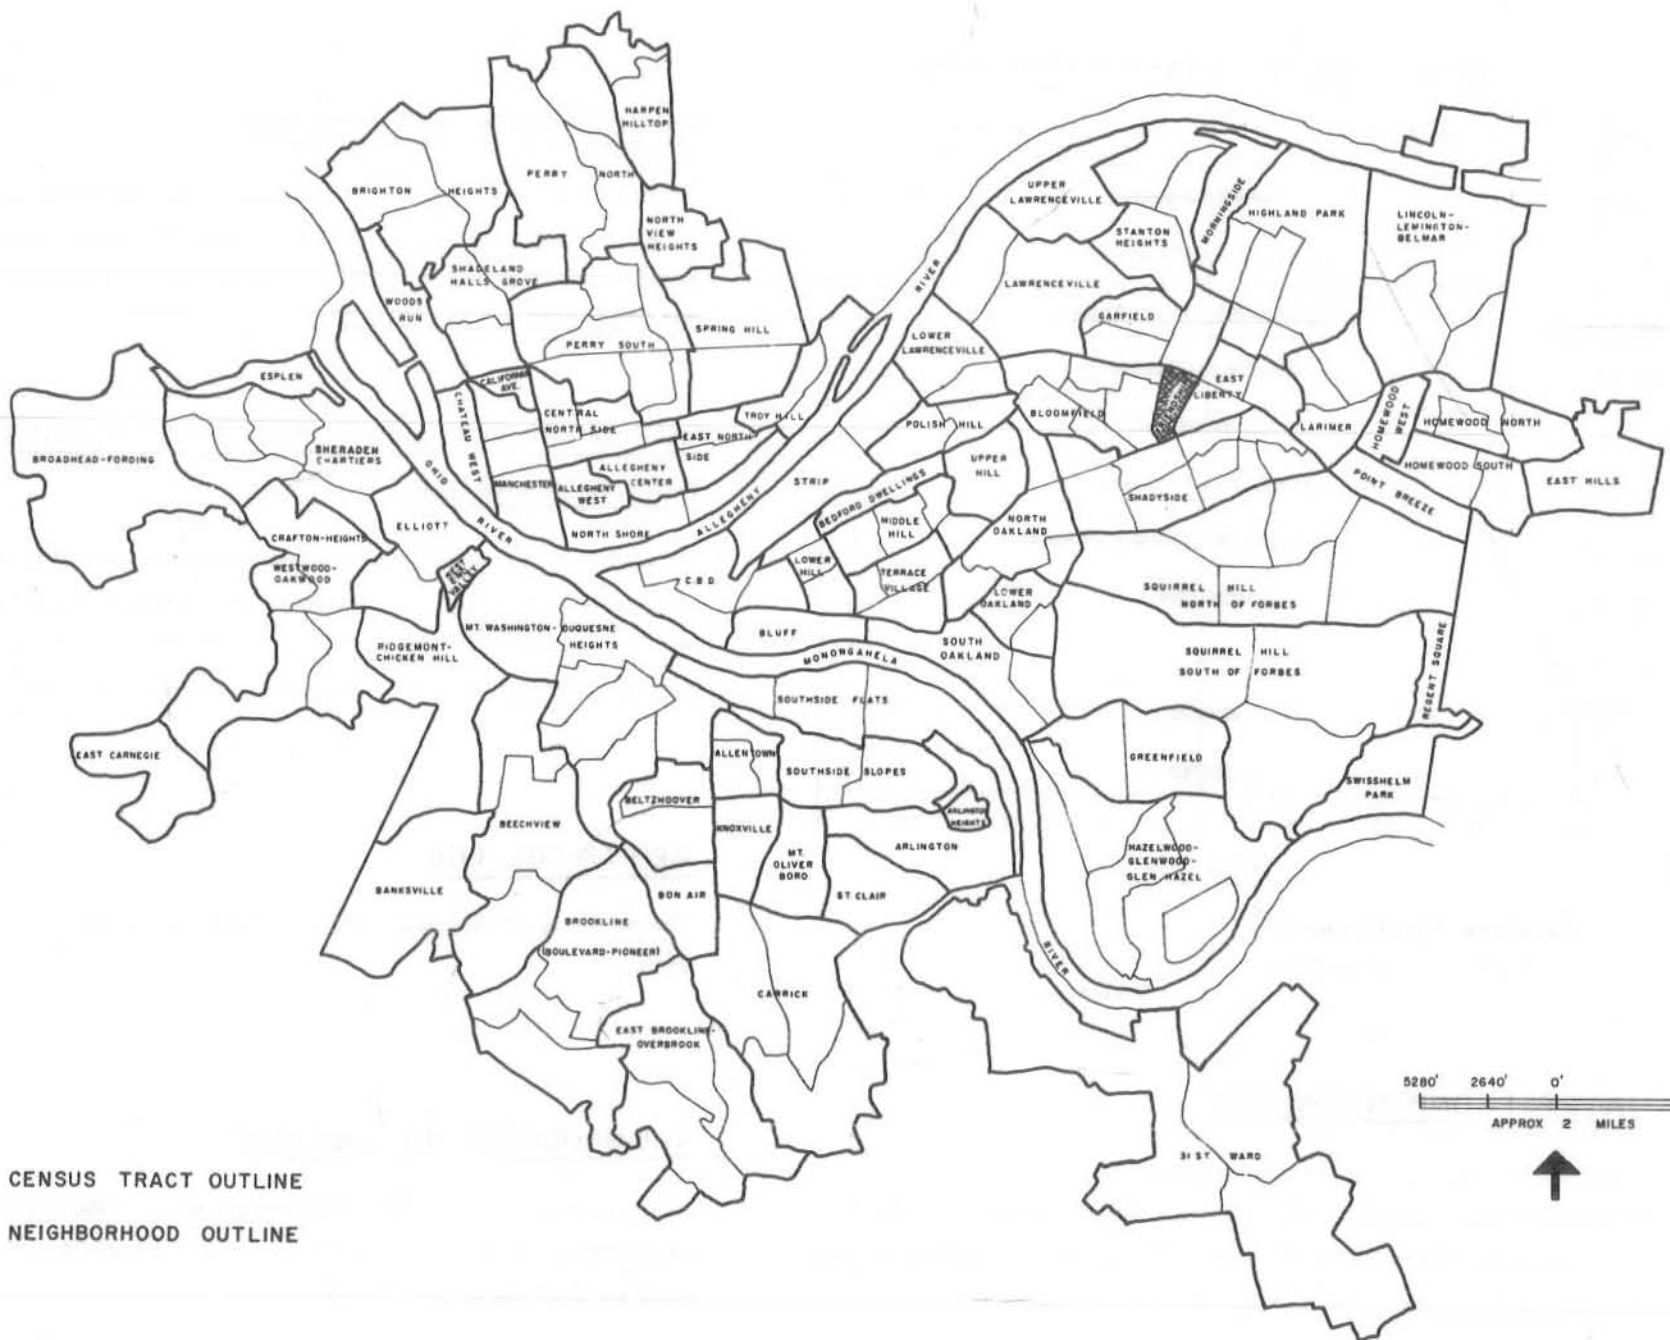 HARPEN
HILLTOP
BRIGHTON HEIGHTS
PERRY NORTH
NORTH
VIEW
HEIGHTS
SHADELAND
HALLS GROVE
WOODS
RUN
SPRING HILL
PERRY SOUTH
ESPLEN
CALIFORNIA
AVE.
CHATEAU WEST
CENTRAL
NORTH SIDE
TROY HILL
EAST NORTH
SIDE
ALLEGHENY
CENTER
MANCHESTER
ALLEGHENY
WEST
NORTH SHORE
BROADHEAD-FORDING
SHERADEN
CHARTIERS
OHIO
RIVER
ALLEGHENY
RIVER
UPPER
LAWRENCEVILLE
STANTON
HEIGHTS
MORNINGSIDE
HIGHLAND PARK
LINCOLN-
LEMINGTON-
BELMAR
LAWRENCEVILLE
GARFIELD
LOWER
LAWRENCEVILLE
EAST
LIBERTY
FRIENDSHIP
BLOOMFIELD
LARIMER
HOMEWOOD
WEST
HOMEWOOD NORTH
HOMEWOOD SOUTH
EAST HILLS
POINT BREEZE
POLISH HILL
UPPER
HILL
STRIP
BEDFORD DWELLINGS
MIDDLE
HILL
NORTH
OAKLAND
SHADYSIDE
CRAFTON-HEIGHTS
ELLIOTT
WESTWOOD-
OAKWOOD
WEST
END
VALLEY
C.B.D.
LOWER
HILL
TERRACE
VILLAGE
LOWER
OAKLAND
SQUIRREL HILL
NORTH OF FORBES
MT. WASHINGTON-DUQUESNE
HEIGHTS
BLUFF
SOUTH
OAKLAND
RIDGEMONT-
CHICKEN HILL
MONONGAHELA
SQUIRREL HILL
SOUTH OF FORBES
REGENT SQUARE
SOUTHSIDE FLATS
EAST CARNEGIE
ALLENTOWN
SOUTHSIDE SLOPES
GREENFIELD
SWISSHELM
PARK
BELTZHOOVER
ARLINGTON
HEIGHTS
BEECHVIEW
KNOXVILLE
ARLINGTON
HAZELWOOD-
GLENWOOD-
GLEN HAZEL
MT.
OLIVER
BORO
BANKSVILLE
BON AIR
ST. CLAIR
BROOKLINE
(BOULEVARD-PIONEER)
RIVER
CARRICK
EAST BROOKLINE-
OVERBROOK
5280' 2640' 0'
APPROX 2 MILES
31 ST WARD
CENSUS TRACT OUTLINE
NEIGHBORHOOD OUTLINE